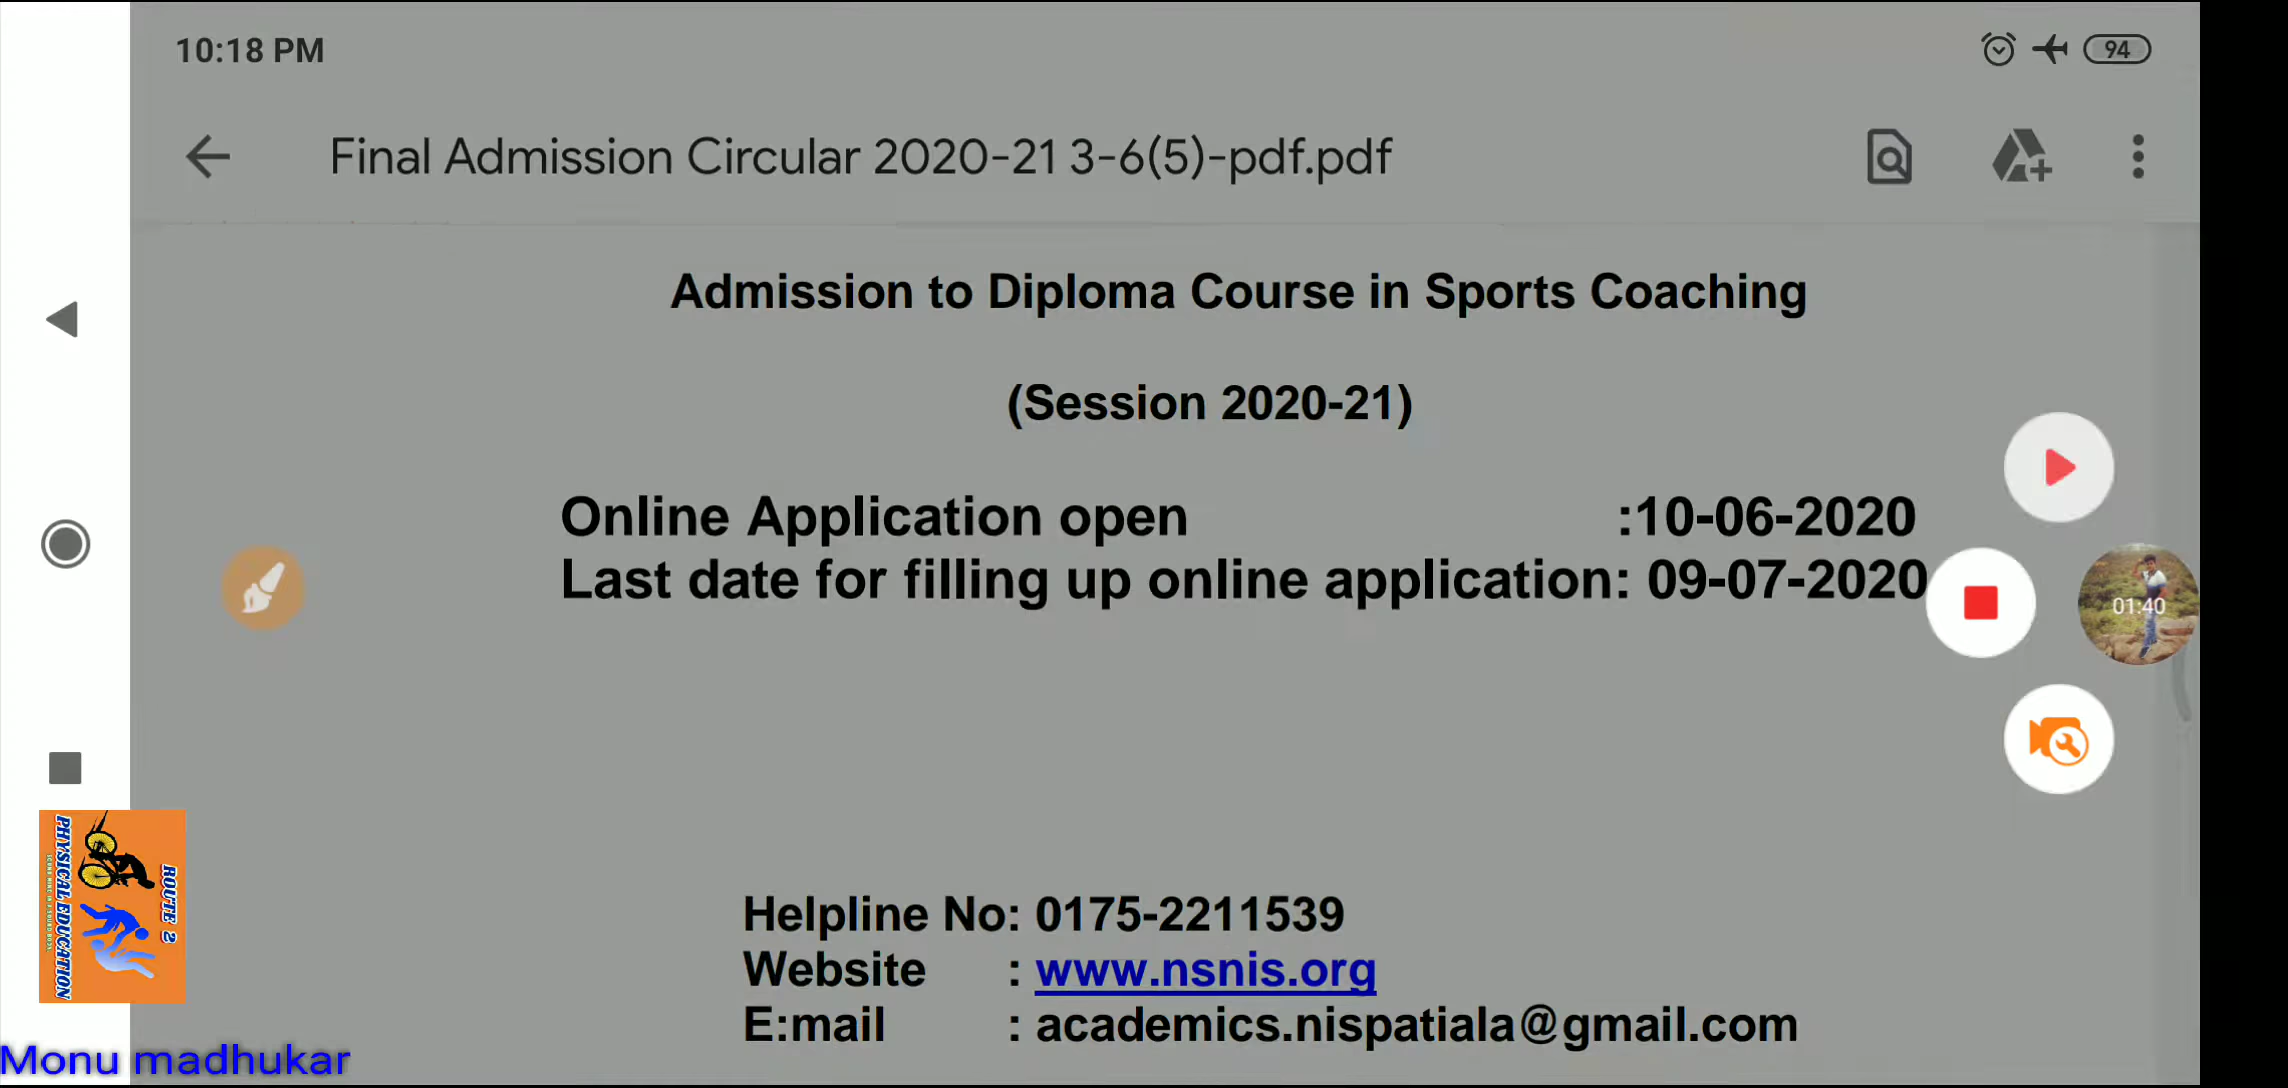 10:18 PM
94
Final Admission Circular 2020-21 3-6(5)-pdf.pdf
Admission to Diploma Course in Sports Coaching
(Session 2020-21)
Online Application open :10-06-2020
Last date for filling up online application: 09-07-2020
01:40
Helpline No: 0175-2211539
Website : www.nsnis.org
E:mail : academics.nispatiala@gmail.com
ROUTE 2
PHYSICAL EDUCATION
Monu madhukar